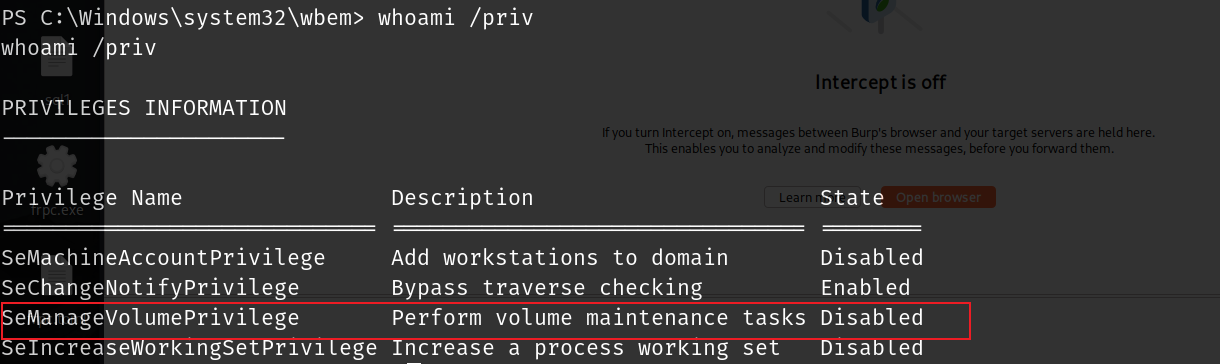 PS C:\Windows\system32\wbem> whoami /priv
whoami /priv
Intercept is off
PRIVILEGES INFORMATION
If you turn Intercept on, messages between Burp's browser and your target servers are held here.
This enables you to analyze and modify these messages, before you forward them.
Privilege Name Description State
Learn Open browser
frpc.exe
SeMachineAccountPrivilege Add workstations to domain Disabled
SeChangeNotifyPrivilege Bypass traverse checking Enabled
SeManageVolumePrivilege Perform volume maintenance tasks Disabled
SeIncreaseWorkingSetPrivilege Increase a process working set Disabled